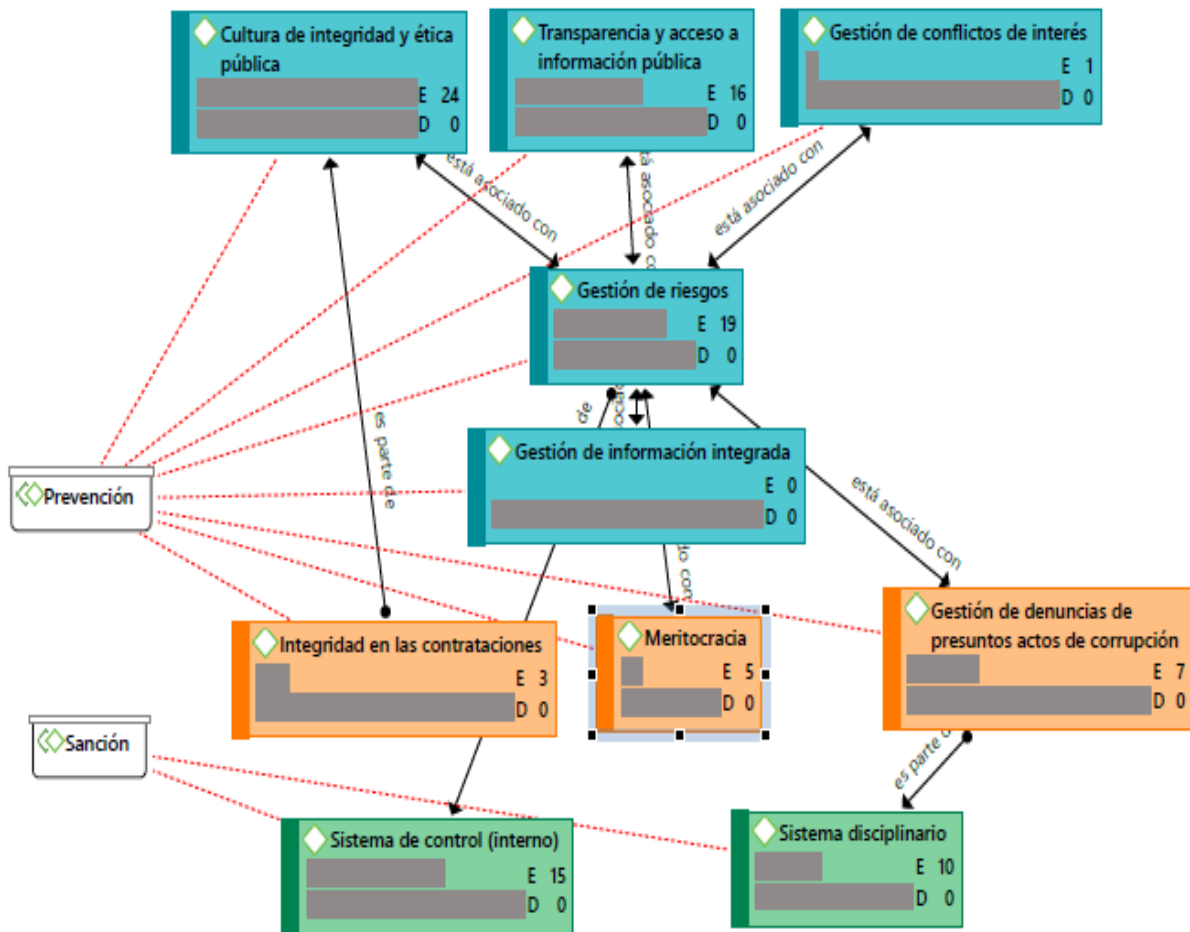 Cultura de integridad y ética
pública
E 24
D 0
Transparencia y acceso a
información pública
E 16
D 0
Gestión de conflictos de interés
E 1
D 0
está asociado con
está asociado con
Gestión de riesgos
E 19
D 0
es parte de
de
Gestión de información integrada
E 0
D 0
Prevención
está asociado con
Integridad en las contrataciones
E 3
D 0
Meritocracia
E 5
D 0
Gestión de denuncias de
presuntos actos de corrupción
E 7
D 0
Sanción
es parte
Sistema de control (interno)
E 15
D 0
Sistema disciplinario
E 10
D 0